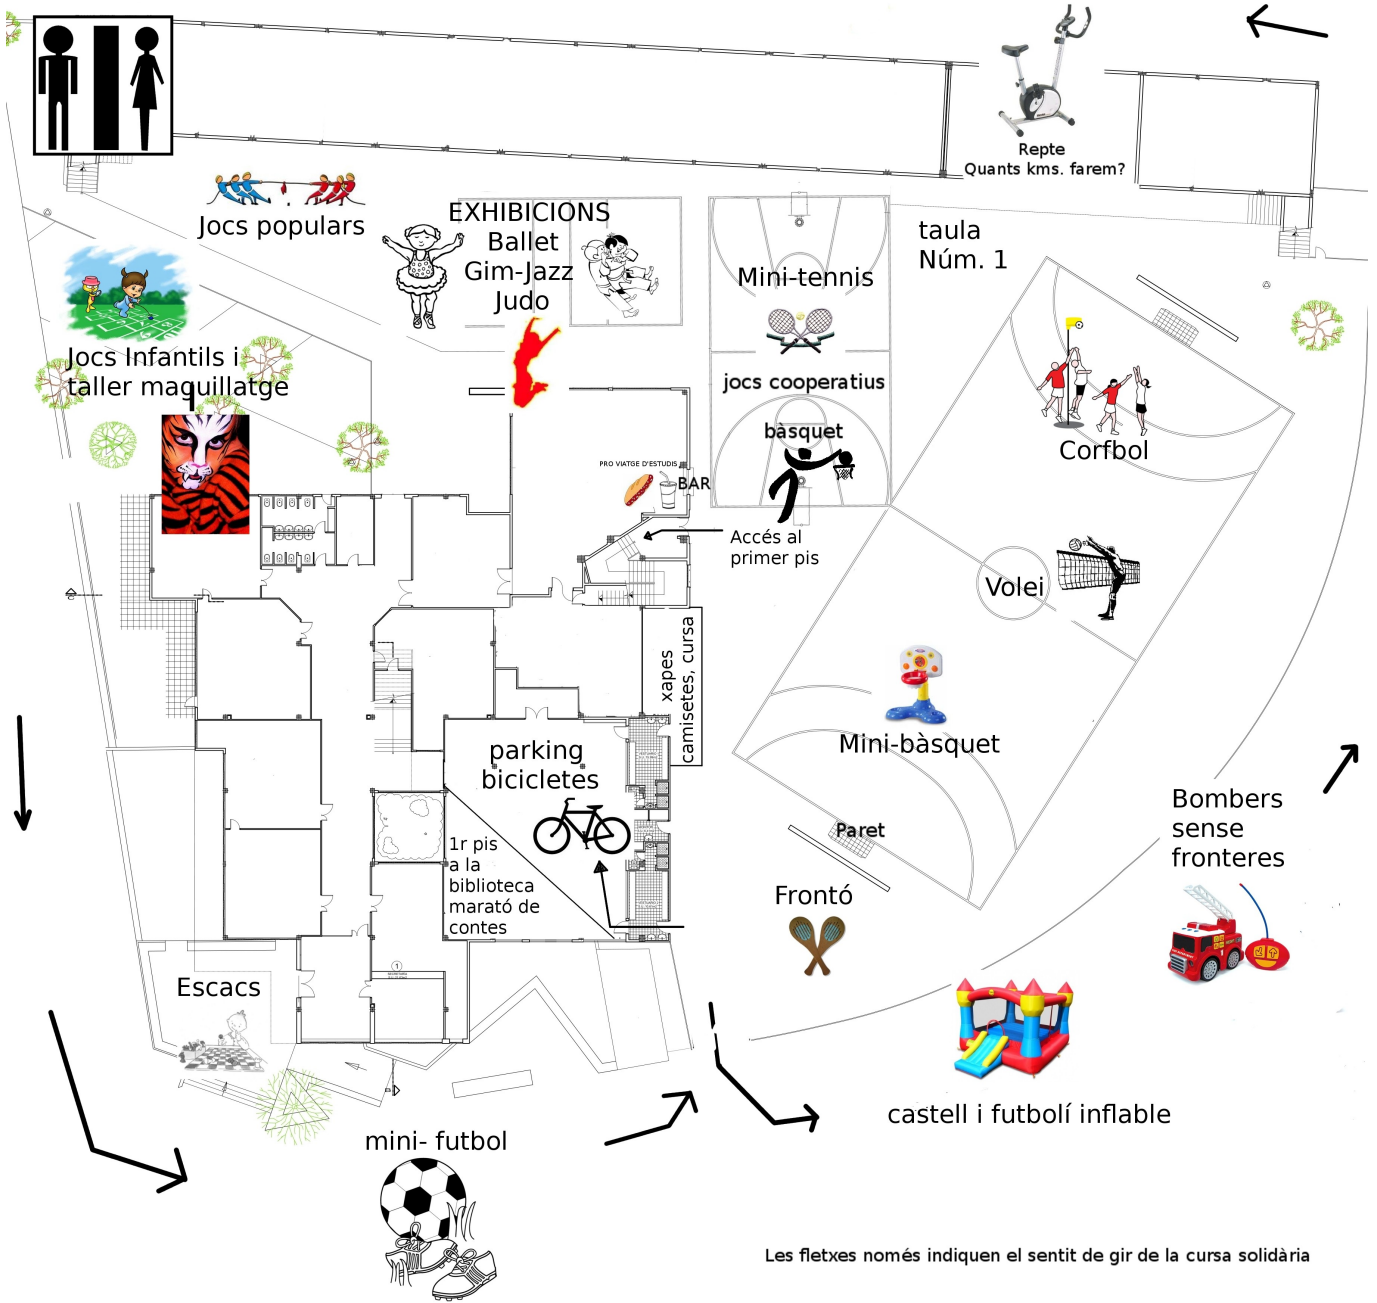 Repte
Quants kms. farem?
Jocs populars
EXHIBICIONS
Ballet
Gim-Jazz
Judo
taula
Núm. 1
Mini-tennis
Jocs Infantils i
taller maquillatge
jocs cooperatius
bàsquet
Corfbol
PRO VIATGE D'ESTUDIS
BAR
Accés al
primer pis
Volei
xapes
camisetes, cursa
Mini-bàsquet
parking
bicicletes
1r pis
a la
biblioteca
marató de
contes
Paret
Bombers
sense
fronteres
Frontó
Escacs
1
castell i futbolí inflable
mini- futbol
Les fletxes només indiquen el sentit de gir de la cursa solidària